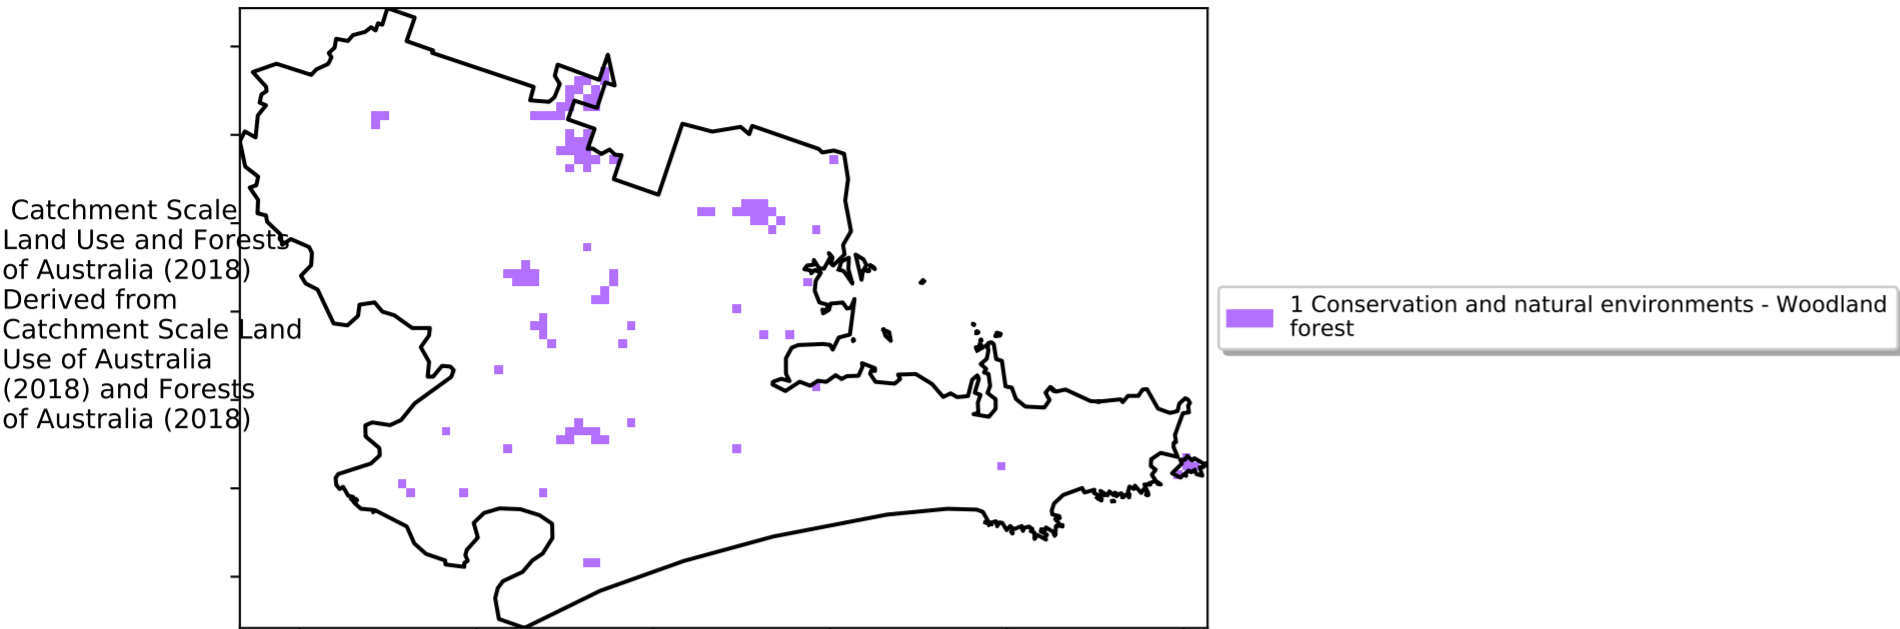 Catchment Scale
Land Use and Forests
of Australia (2018)
Derived from
Catchment Scale Land
Use of Australia
(2018) and Forests
of Australia (2018)
1 Conservation and natural environments - Woodland
forest